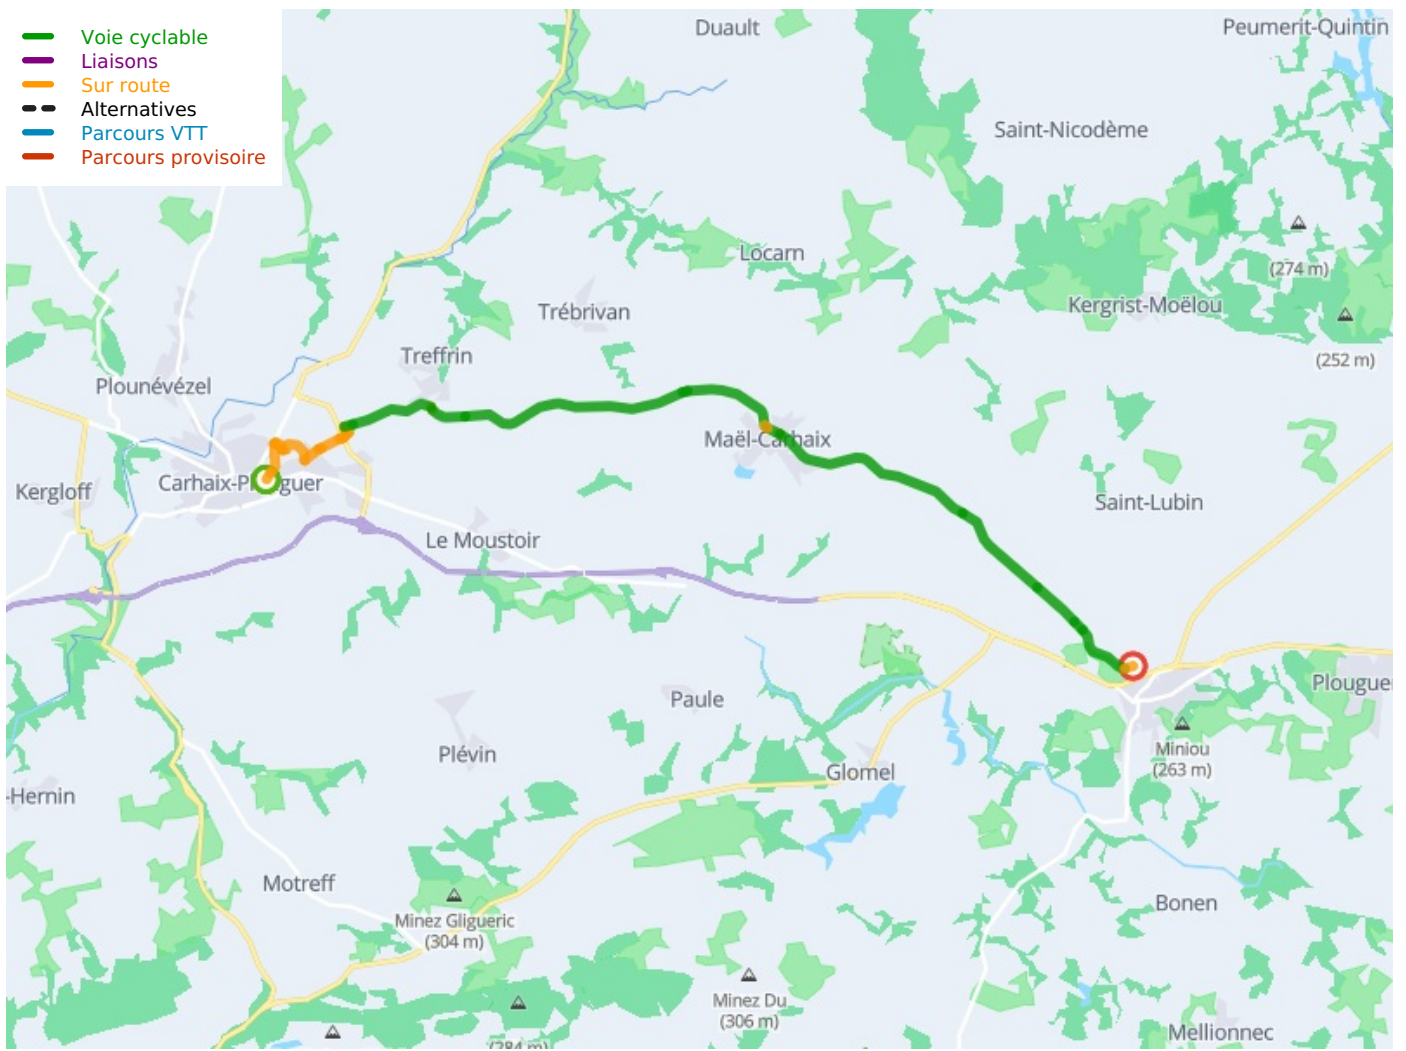 Voie cyclable
Liaisons
Sur route
Alternatives
Parcours VTT
Parcours provisoire
Duault
Peumerit-Quintin
Saint-Nicodème
Locarn
(274 m)
Trébrivan
Kergrist-Moëlou
Treffrin
(252 m)
Plounévézel
Maël-Carhaix
Carhaix-Plouguer
Kergloff
Saint-Lubin
Le Moustoir
Plougue
Paule
Plévin
Miniou
(263 m)
Glomel
-Hernin
Motreff
Bonen
Minez Gligueric
(304 m)
Minez Du
(306 m)
Mellionnec
(284 m)